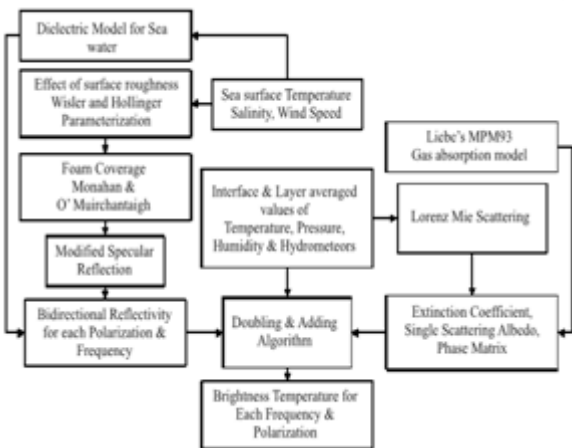 Dielectric Model for Sea
water
Effect of surface roughness
Wisler and Hollinger
Parameterization
Sea surface Temperature
Salinity, Wind Speed
Liebe's MPM93
Gas absorption model
Foam Coverage
Monahan &
O' Muirchantaigh
Interface & Layer averaged
values of
Temperature, Pressure,
Humidity & Hydrometeors
Lorenz Mie Scattering
Modified Specular
Reflection
Bidirectional Reflectivity
for each Polarization &
Frequency
Doubling & Adding
Algorithm
Extinction Coefficient,
Single Scattering Albedo,
Phase Matrix
Brightness Temperature for
Each Frequency &
Polarization